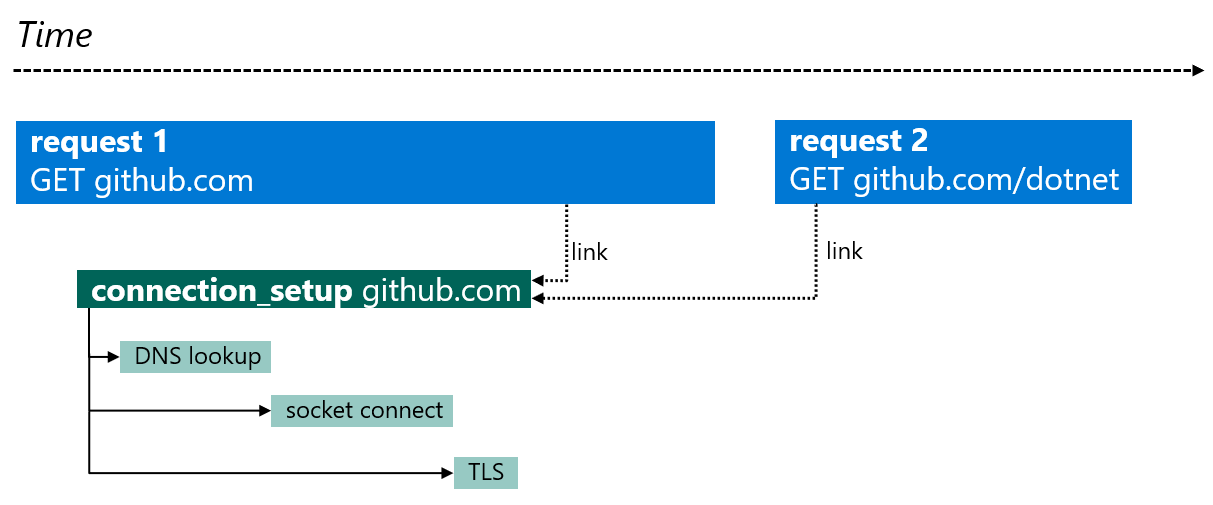 Time
request 1
GET github.com
request 2
GET github.com/dotnet
link
link
connection_setup github.com
DNS lookup
socket connect
TLS